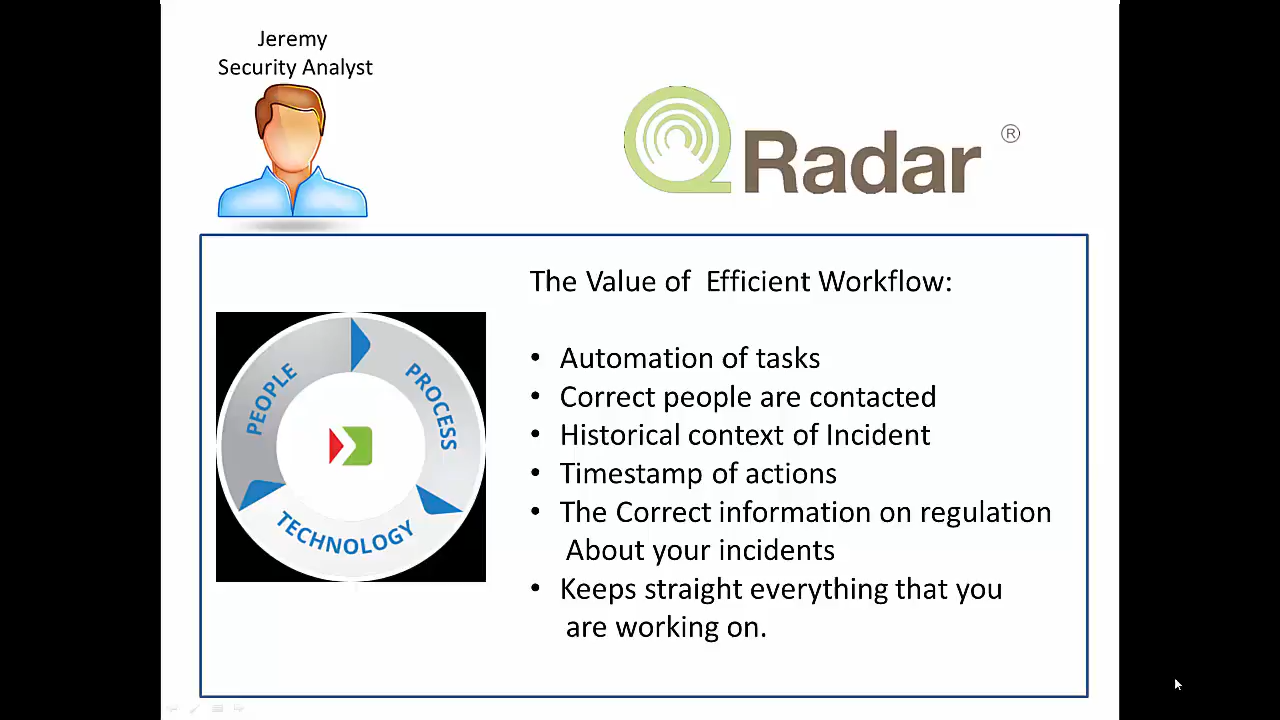 Jeremy
Security Analyst
QRadar ®
The Value of Efficient Workflow:
• Automation of tasks
• Correct people are contacted
• Historical context of Incident
• Timestamp of actions
• The Correct information on regulation
About your incidents
• Keeps straight everything that you
are working on.
PEOPLE
PROCESS
TECHNOLOGY